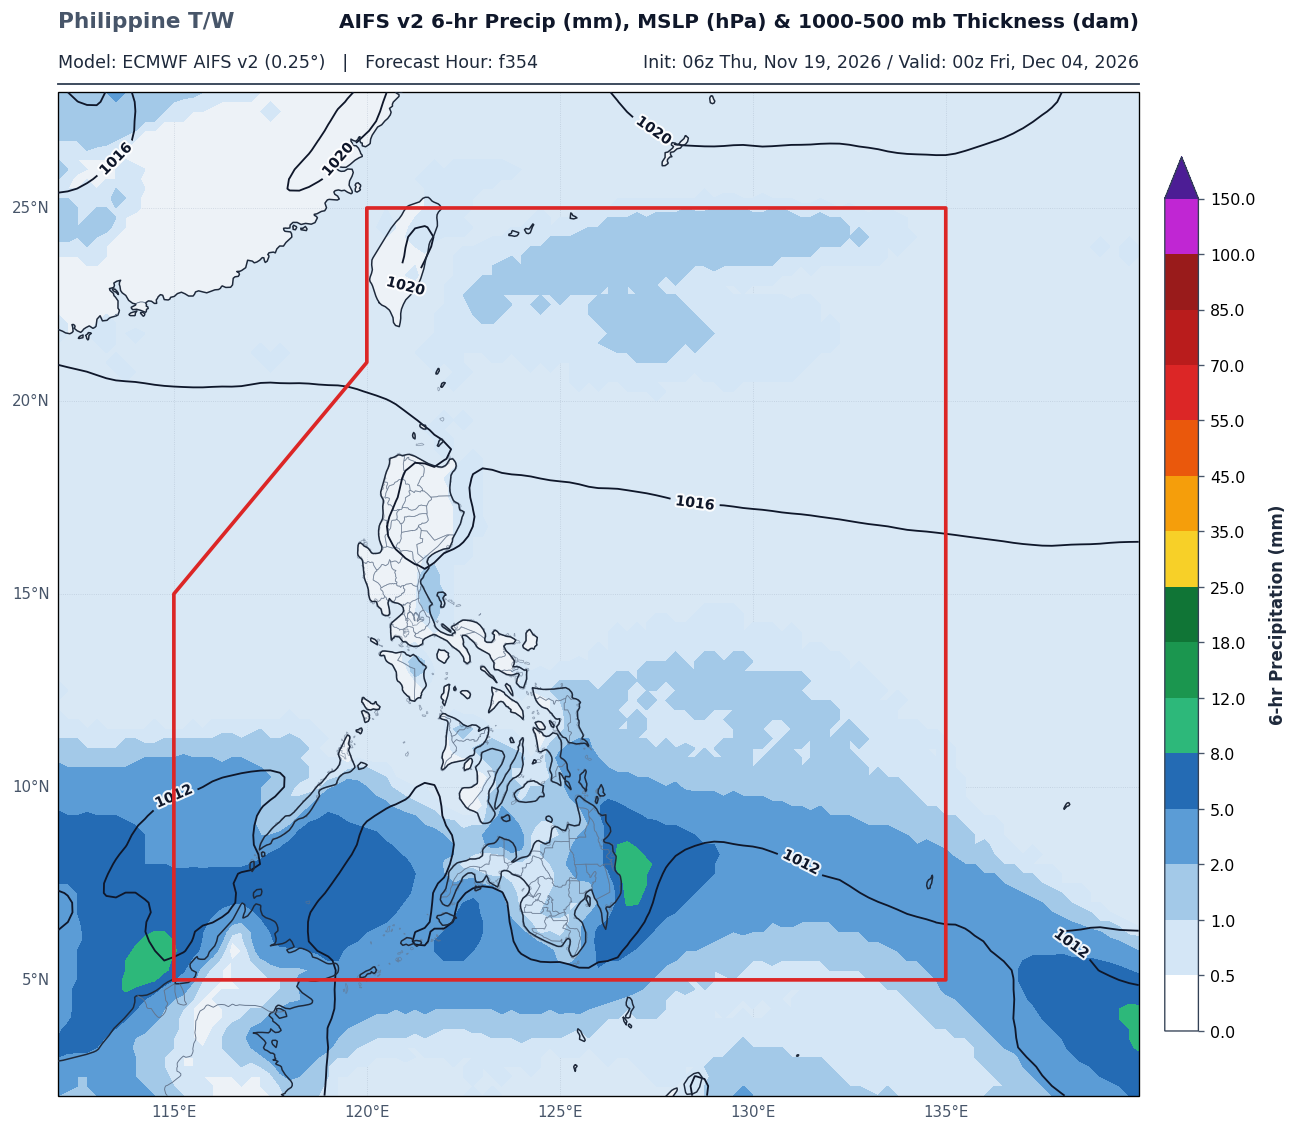 Philippine T/W
AIFS v2 6-hr Precip (mm), MSLP (hPa) & 1000-500 mb Thickness (dam)
Model: ECMWF AIFS v2 (0.25°) | Forecast Hour: f354
Init: 06z Thu, Nov 19, 2026 / Valid: 00z Fri, Dec 04, 2026
1016
1020
1020
1020
1016
1012
1012
1012
25°N
20°N
15°N
10°N
5°N
115°E
120°E
125°E
130°E
135°E
150.0
100.0
85.0
70.0
55.0
45.0
35.0
25.0
18.0
12.0
8.0
5.0
2.0
1.0
0.5
0.0
6-hr Precipitation (mm)